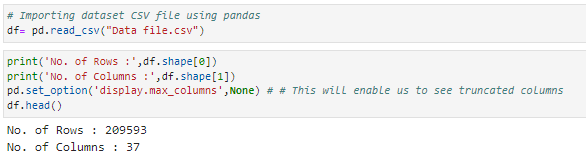 # Importing dataset CSV file using pandas
df= pd.read_csv("Data file.csv")
print('No. of Rows :',df.shape[0])
print('No. of Columns :',df.shape[1])
pd.set_option('display.max_columns',None) # # This will enable us to see truncated columns
df.head()
No. of Rows : 209593
No. of Columns : 37